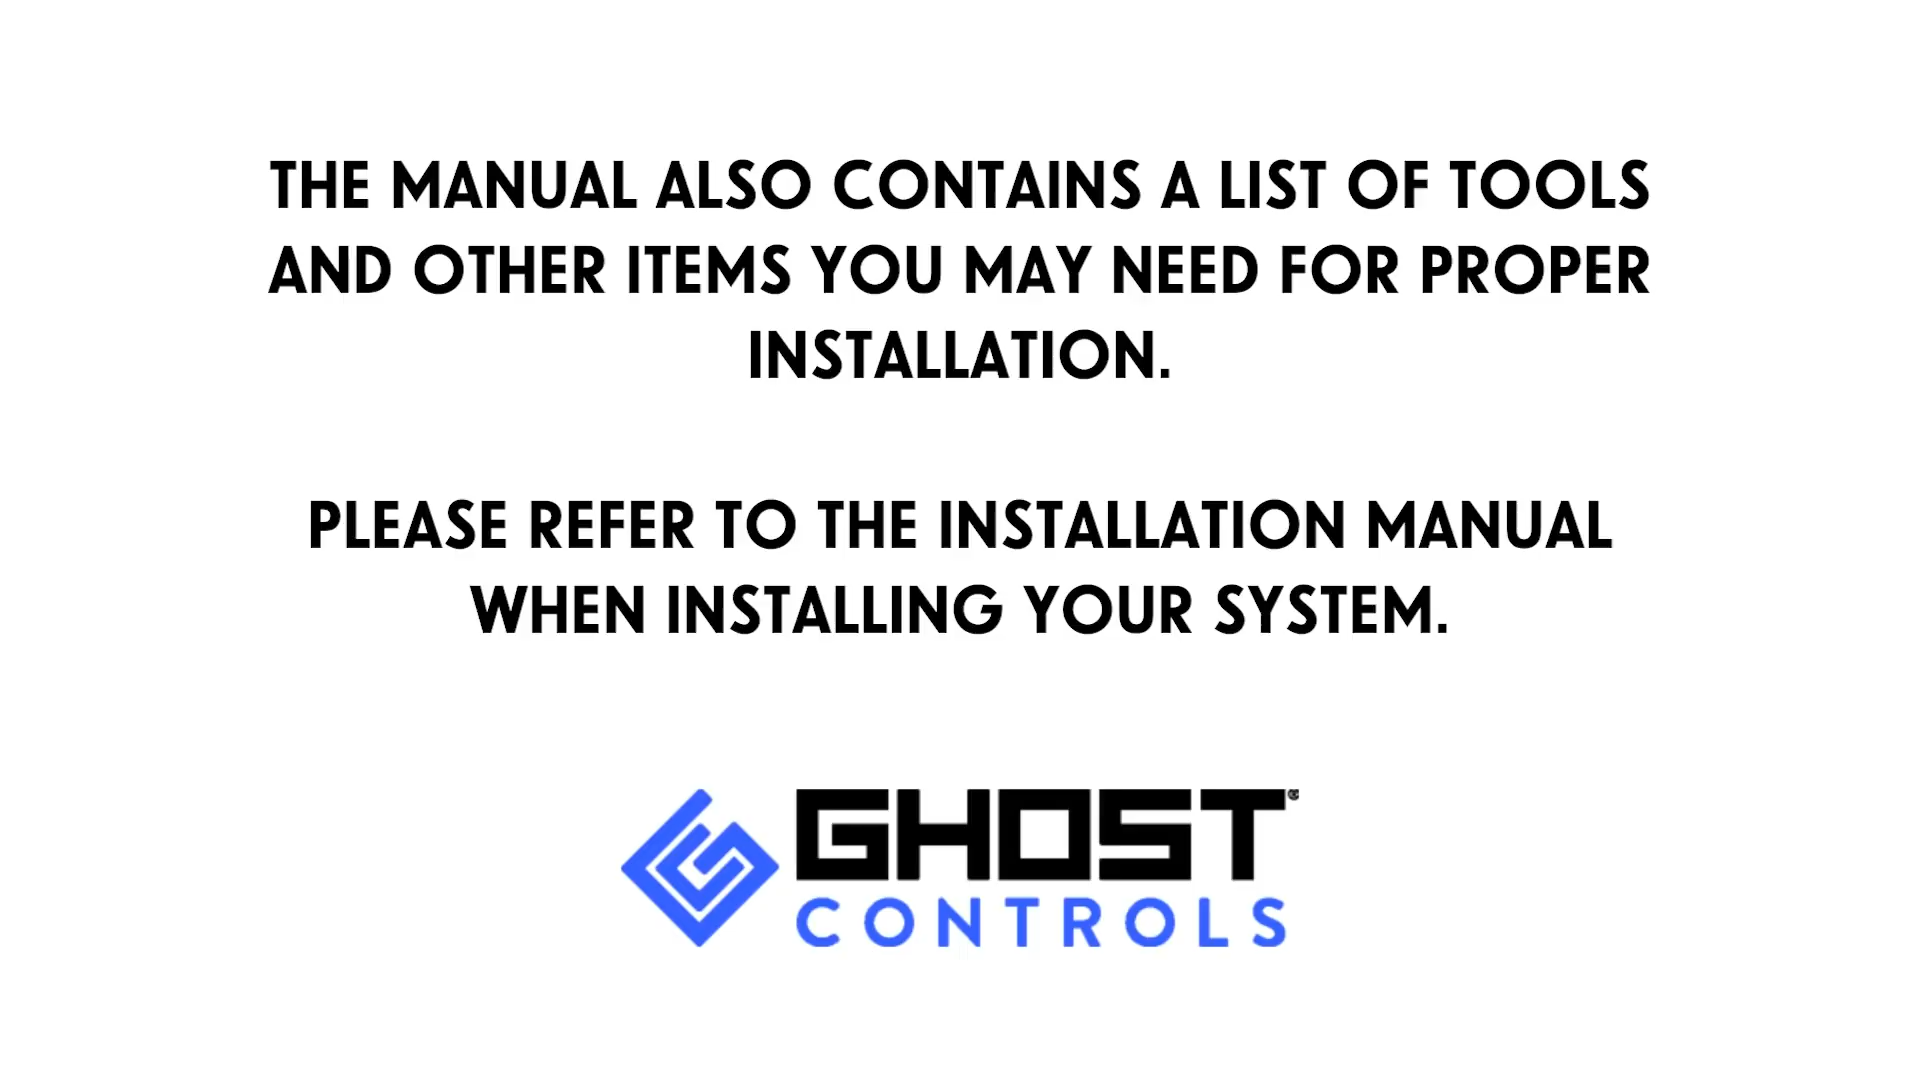 THE MANUAL ALSO CONTAINS A LIST OF TOOLS
AND OTHER ITEMS YOU MAY NEED FOR PROPER
INSTALLATION.
PLEASE REFER TO THE INSTALLATION MANUAL
WHEN INSTALLING YOUR SYSTEM.
GHOST
CONTROLS